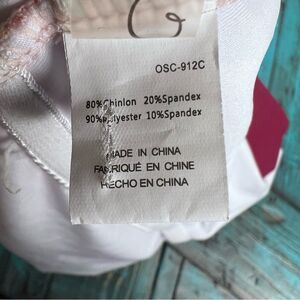 OSC-912C
80%Chinlon 20%Spandex
90%Polyester 10%Spandex
MADE IN CHINA
FABRIQUÉ EN CHINE
HECHO EN CHINA